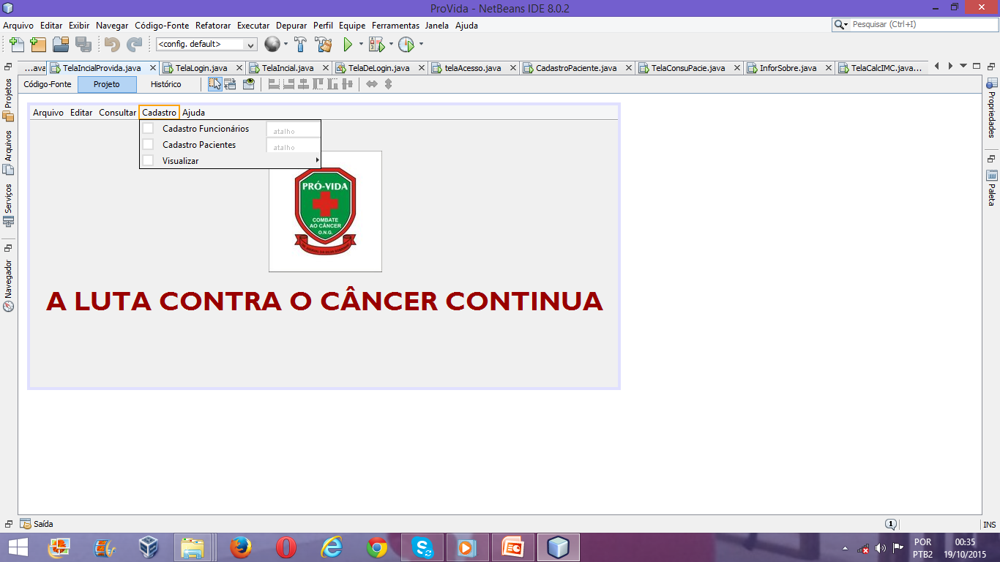 ProVida - NetBeans IDE 8.0.2
Arquivo Editar Exibir Navegar Código-Fonte Refatorar Executar Depurar Perfil Equipe Ferramentas Janela Ajuda
Pesquisar (Ctrl+I)
<config. default>
...ava TelaIncialProvida.java TelaLogin.java TelaIncial.java TelaDeLogin.java telaAcesso.java CadastroPaciente.java TelaConsuPacie.java InforSobre.java TelaCalcIMC.java...
Código-Fonte Projeto Histórico
Projetos
Arquivos
Serviços
Navegador
Propriedades
Paleta
Arquivo Editar Consultar Cadastro Ajuda
Cadastro Funcionários atalho
Cadastro Pacientes atalho
Visualizar
PRÓ-VIDA
COMBATE
AO CÂNCER
O.N.G.
A LUTA CONTRA O CÂNCER CONTINUA
Saída
1
INS
POR
PTB2
00:35
19/10/2015